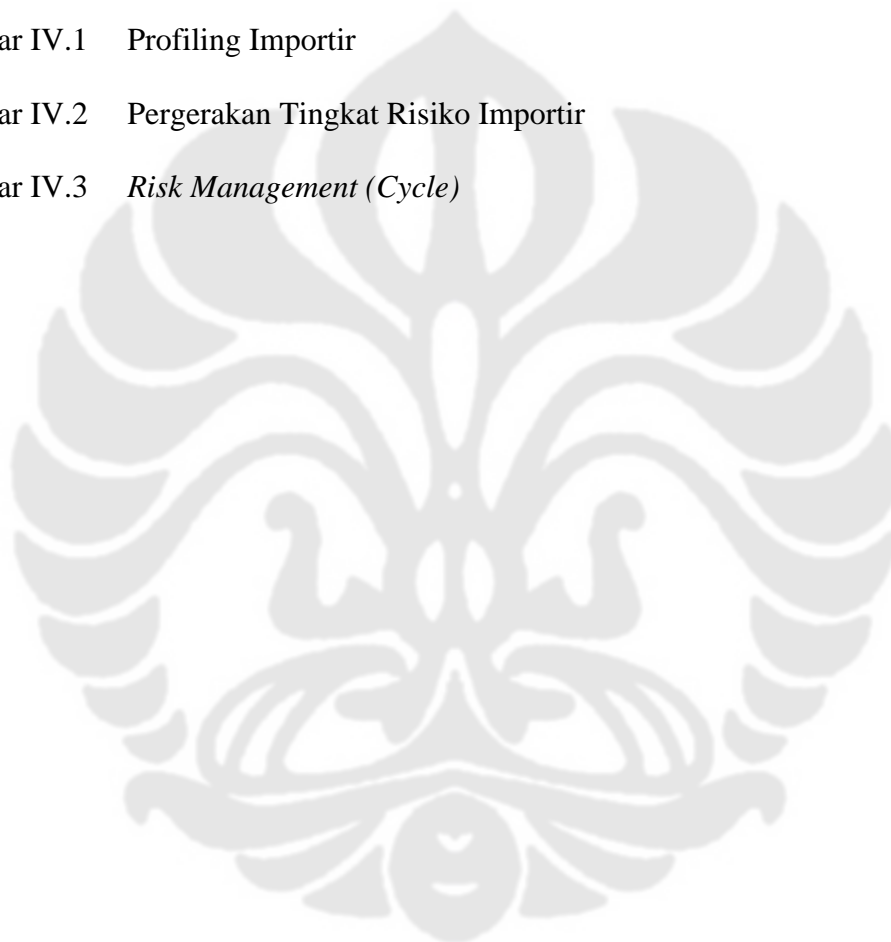 ar IV.1 Profiling Importir
ar IV.2 Pergerakan Tingkat Risiko Importir
ar IV.3 Risk Management (Cycle)